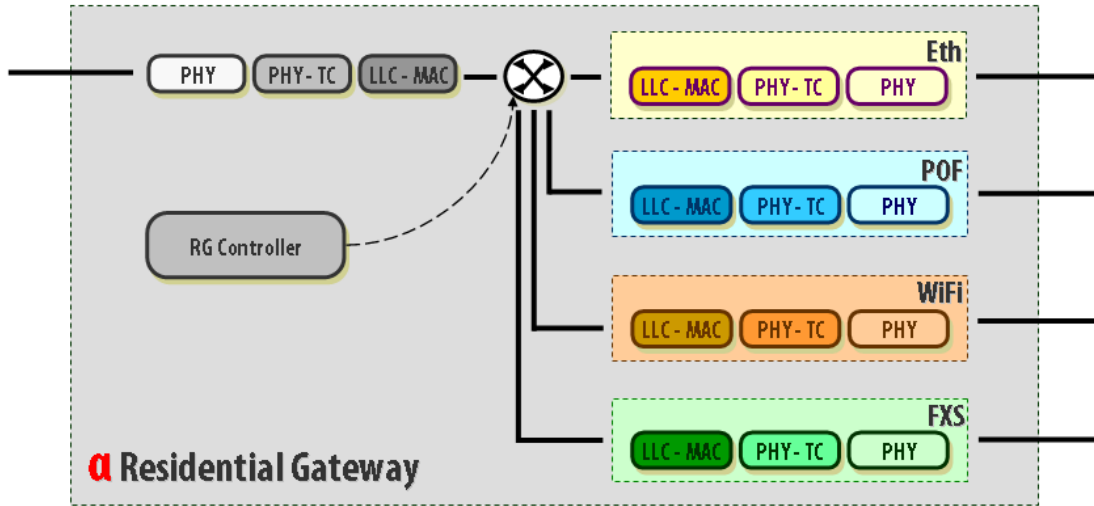 PHY
PHY - TC
LLC - MAC
Eth
LLC - MAC
PHY - TC
PHY
POF
LLC - MAC
PHY - TC
PHY
RG Controller
WiFi
LLC - MAC
PHY - TC
PHY
FXS
LLC - MAC
PHY - TC
PHY
α Residential Gateway